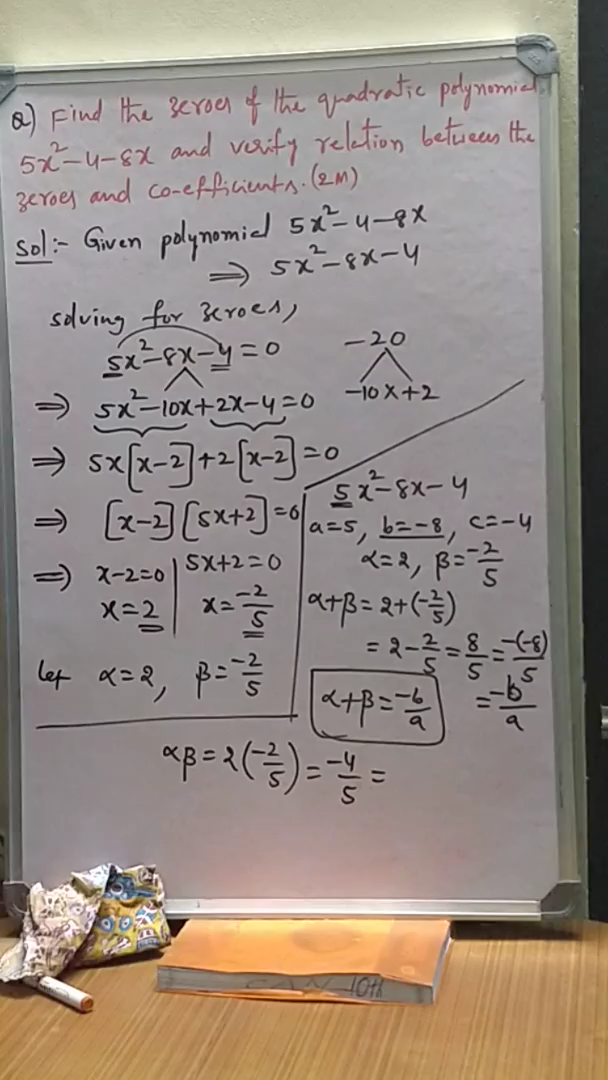 Q) Find the zeroes of the quadratic polynomial
5x²-4-8x and verify relation between the
zeroes and co-efficients. (2M)
Sol:- Given polynomial 5x²-4-8x
⇒ 5x²-8x-4
solving for zeroes,
5x²-8x-4=0
-20
-10x+2
⇒ 5x²-10x+2x-4=0
⇒ 5x[x-2]+2[x-2]=0
⇒ [x-2][5x+2]=0
⇒ x-2=0 | 5x+2=0
x=2 | x=-2/5
let α=2, β=-2/5
5x²-8x-4
a=5, b=-8, c=-4
α=2, β=-2/5
α+β=2+(-2/5)
=2-2/5=8/5=-(-8)/5
=-b/a
α+β=-b/a
αβ=2(-2/5)=-4/5=
10th